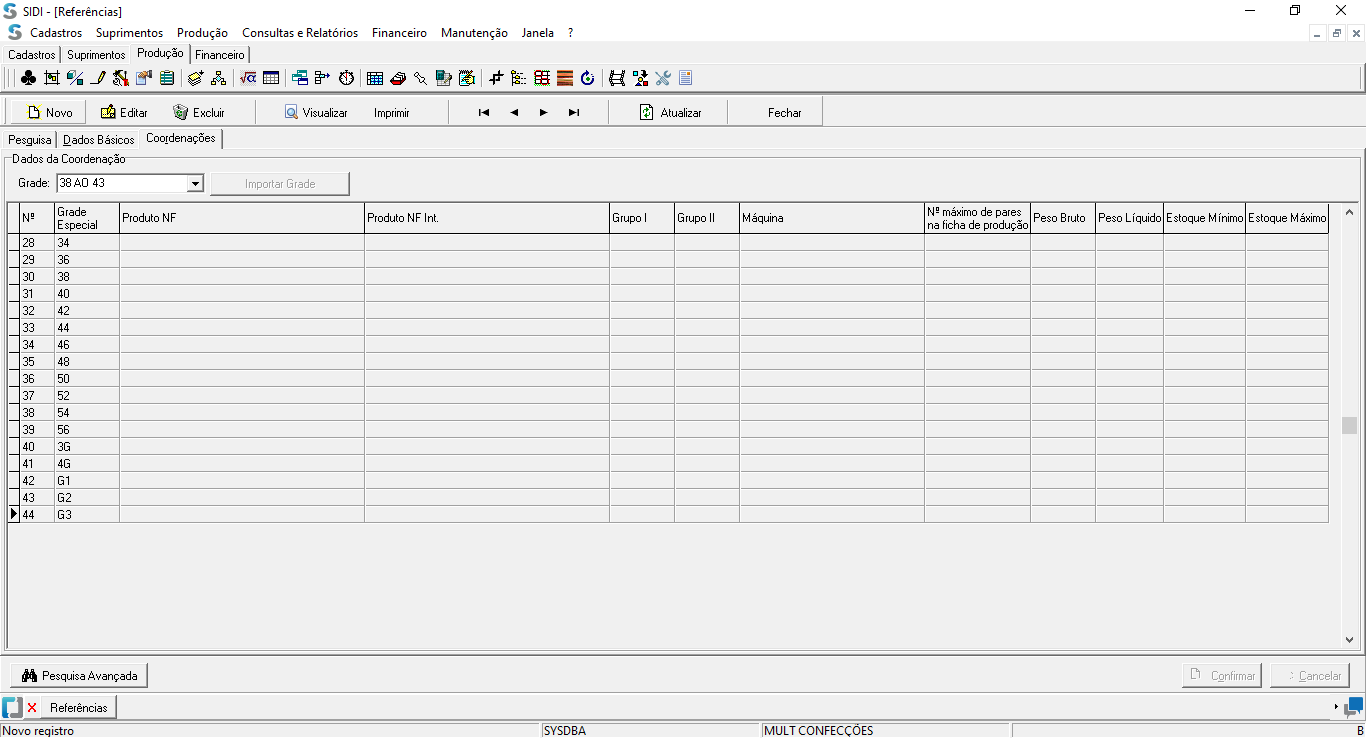 SIDI - [Referências]
Cadastros Suprimentos Produção Consultas e Relatórios Financeiro Manutenção Janela ?
Cadastros Suprimentos Produção Financeiro
Novo Editar Excluir Visualizar Imprimir Atualizar Fechar
Pesquisa Dados Básicos Coordenações
Dados da Coordenação
Grade: 38 AO 43 Importar Grade
Nº Grade Especial Produto NF Produto NF Int. Grupo I Grupo II Máquina Nº máximo de pares na ficha de produção Peso Bruto Peso Líquido Estoque Mínimo Estoque Máximo
28 34
29 36
30 38
31 40
32 42
33 44
34 46
35 48
36 50
37 52
38 54
39 56
40 3G
41 4G
42 G1
43 G2
44 G3
Pesquisa Avançada Confirmar Cancelar
Referências
Novo registro SYSDBA MULT CONFECÇÕES B